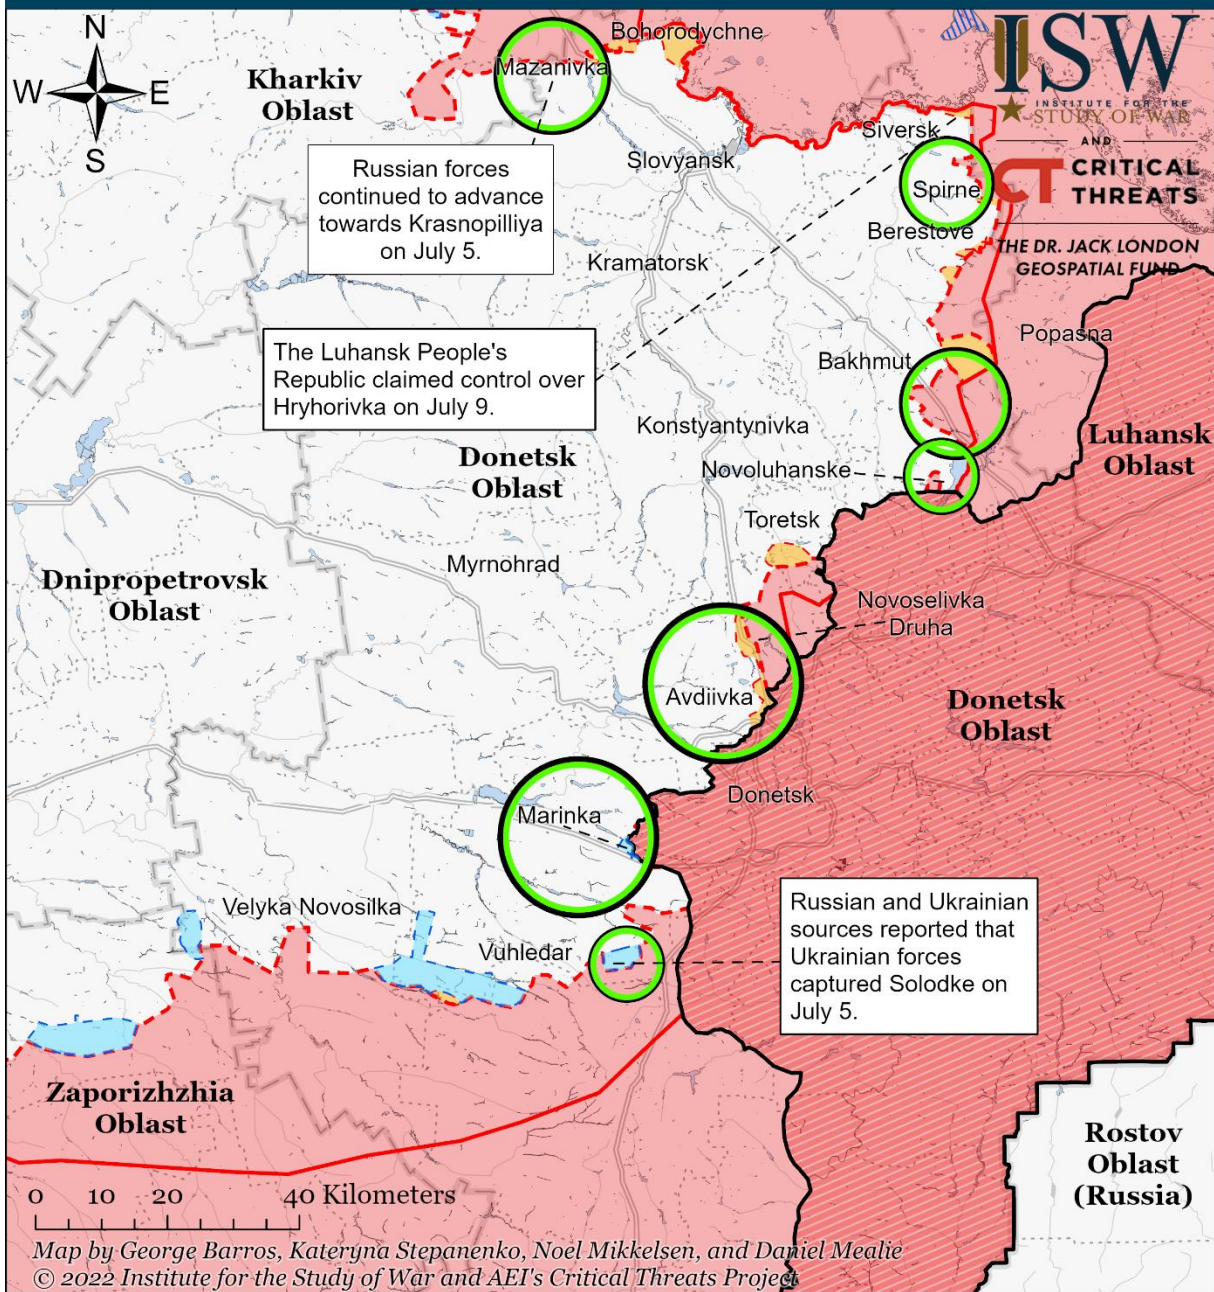 N
W E
S
Kharkiv
Oblast
Mazanivka
Bohorodychne
ISW
INSTITUTE FOR THE
STUDY OF WAR
AND
CT CRITICAL
THREATS
THE DR. JACK LONDON
GEOSPATIAL FUND
Russian forces
continued to advance
towards Krasnopilliya
on July 5.
Slovyansk
Siversk
Spirne
Berestove
Kramatorsk
The Luhansk People's
Republic claimed control over
Hryhorivka on July 9.
Popasna
Bakhmut
Konstyantynivka
Luhansk
Oblast
Donetsk
Oblast
Novoluhanske
Toretsk
Myrnohrad
Dnipropetrovsk
Oblast
Novoselivka
Druha
Avdiivka
Donetsk
Oblast
Donetsk
Marinka
Velyka Novosilka
Vuhledar
Russian and Ukrainian
sources reported that
Ukrainian forces
captured Solodke on
July 5.
Zaporizhzhia
Oblast
Rostov
Oblast
(Russia)
0 10 20 40 Kilometers
Map by George Barros, Kateryna Stepanenko, Noel Mikkelsen, and Daniel Mealie
© 2022 Institute for the Study of War and AEI's Critical Threats Project